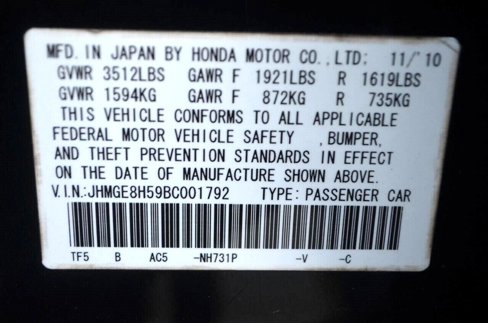 MFD. IN JAPAN BY HONDA MOTOR CO.,LTD; 11/'10
GVWR 3512LBS GAWR F 1921LBS R 1619LBS
GVWR 1594KG GAWR F 872KG R 735KG
THIS VEHICLE CONFORMS TO ALL APPLICABLE
FEDERAL MOTOR VEHICLE SAFETY ,BUMPER,
AND THEFT PREVENTION STANDARDS IN EFFECT
ON THE DATE OF MANUFACTURE SHOWN ABOVE.
V.I.N.:JHMGE8H59BC001792 TYPE: PASSENGER CAR
TF5 B AC5 -NH731P -V -C